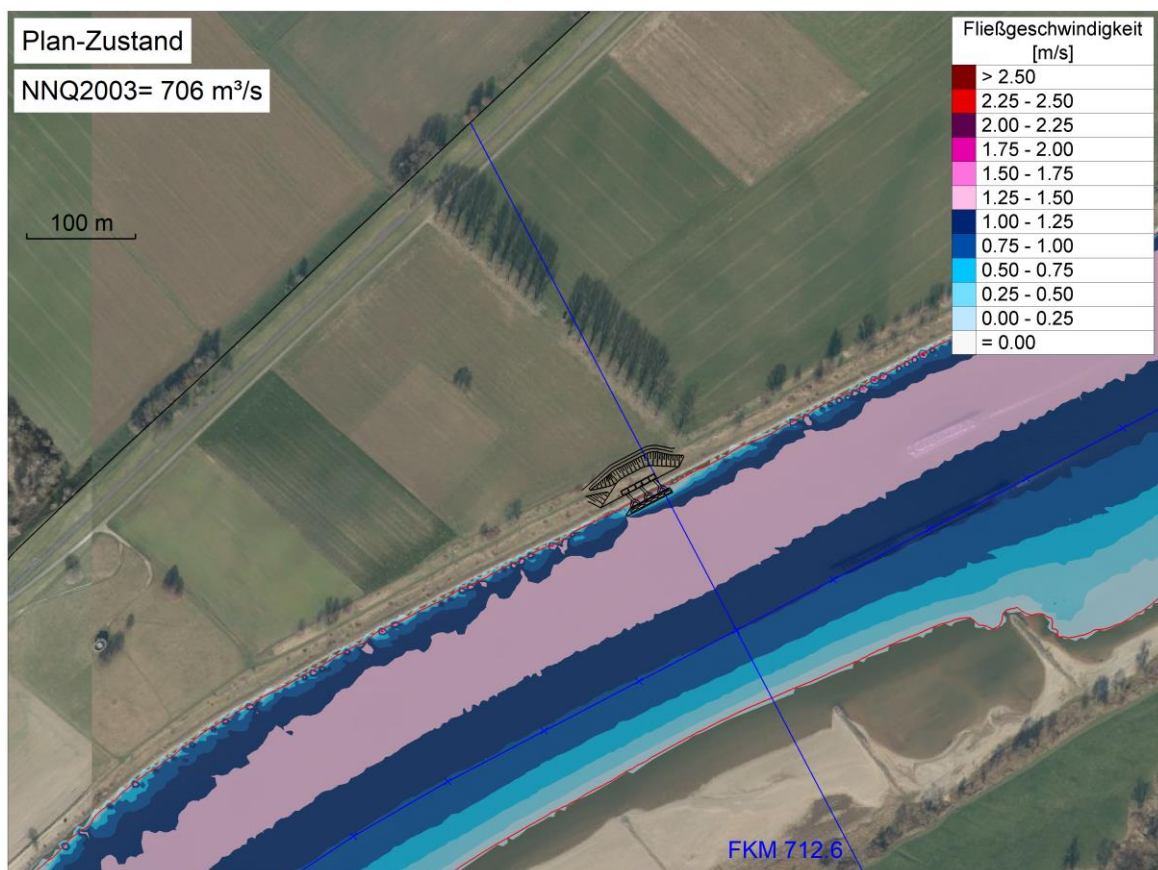 Plan-Zustand
NNQ2003= 706 m³/s
100 m
Fließgeschwindigkeit
[m/s]
> 2.50
2.25 - 2.50
2.00 - 2.25
1.75 - 2.00
1.50 - 1.75
1.25 - 1.50
1.00 - 1.25
0.75 - 1.00
0.50 - 0.75
0.25 - 0.50
0.00 - 0.25
= 0.00
FKM 712.6